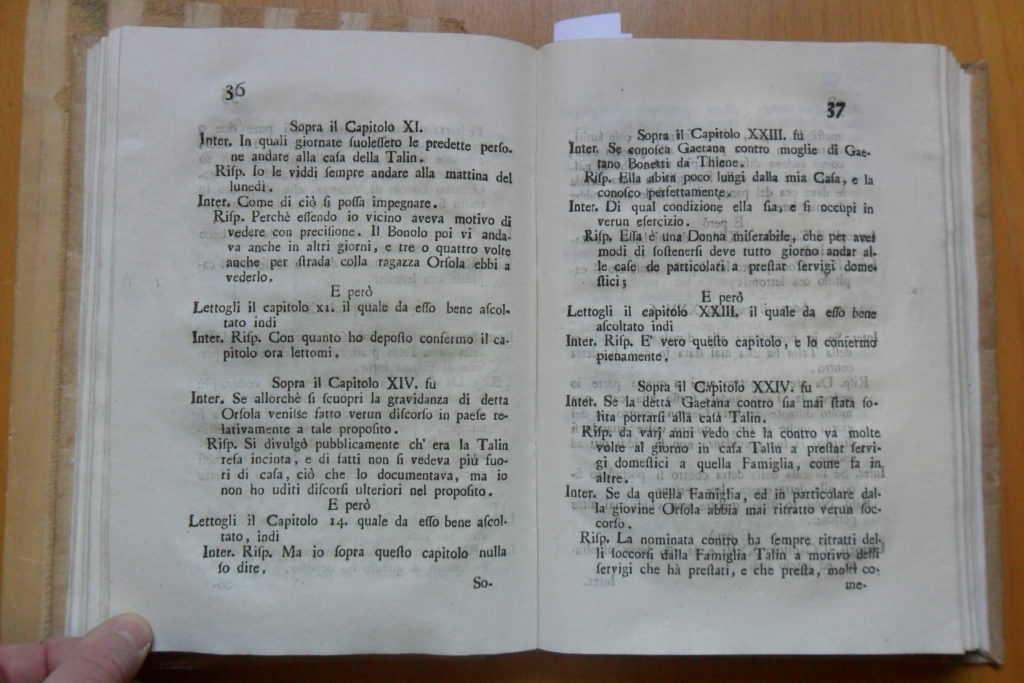 36
Sopra il Capitolo XI.
Inter. In quali giornate ſuoleſſero le predette perſo-
ne andare alla caſa della Talin.
Riſp. Io le viddi ſempre andare alla mattina del
lunedì.
Inter. Come di ciò ſi poſſa impegnare.
Riſp. Perchè eſſendo io vicino aveva motivo di
vedere con preciſione. Il Bonolo poi vi anda-
va anche in altri giorni, e tre o quattro volte
anche per ſtrada colla ragazza Orſola ebbi a
vederlo.
E però
Lettogli il capitolo XI. il quale da eſſo bene aſcol-
tato indi
Inter. Riſp. Con quanto ho depoſto confermo il ca-
pitolo ora lettomi.
Sopra il Capitolo XIV. fu
Inter. Se allorchè ſi ſcuoprì la gravidanza di detta
Orſola veniſſe fatto verun diſcorſo in paeſe re-
lativamente a tale propoſito.
Riſp. Si divulgò pubblicamente ch' era la Talin
reſa incinta, e di fatti non ſi vedeva più fuo-
ri di caſa, ciò che lo documentava, ma io
non ho uditi diſcorſi ulteriori nel propoſito.
E però
Lettogli il Capitolo 14. quale da eſſo bene aſcol-
tato, indi
Inter. Riſp. Ma io ſopra queſto capitolo nulla
ſo dire,
So-
37
Sopra il Capitolo XXIII. fu
Inter. Se conoſca Gaetana contro moglie di Gae-
tano Bonetti da Thiene.
Riſp. Ella abita poco lungi dalla mia Caſa, e la
conoſco perfettamente.
Inter. Di qual condizione ella ſia, e ſi occupi in
verun eſercizio.
Riſp. Eſſa è una Donna miſerabile, che per aver
modi di ſoſtenerſi deve tutto giorno andar al-
le caſe de particolari a preſtar ſervigi dome-
ſtici;
E però
Lettogli il capitolo XXIII. il quale da eſſo bene
aſcoltato indi
Inter. Riſp. E' vero queſto capitolo, e lo confermo
pienamente.
Sopra il Capitolo XXIV. fu
Inter. Se la detta Gaetana contro ſia mai ſtata ſo-
lita portarſi alla caſa Talin.
Riſp. da varj anni vedo che la contro va molte
volte al giorno in caſa Talin a preſtar ſervi-
gi domeſtici a quella Famiglia, come fa in
altre.
Inter. Se da quella Famiglia, ed in particolare dal-
la giovine Orſola abbia mai ritratto verun ſoc-
corſo.
Riſp. La nominata contro ha ſempre ritratti del-
li ſoccorſi dalla Famiglia Talin a motivo delli
ſervigi che hà preſtati, e che preſta, molti co-
me-